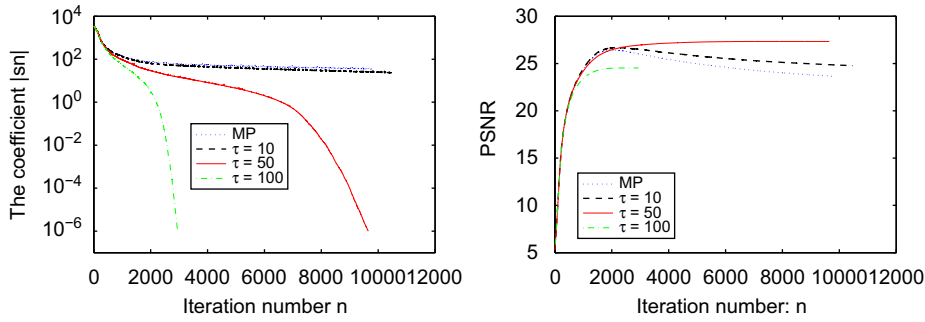 10^4
10^2
10^0
10^-2
10^-4
10^-6
The coefficient |sn|
MP
τ = 10
τ = 50
τ = 100
0 2000 4000 6000 8000 10000 12000
Iteration number n
30
25
20
15
10
5
PSNR
MP
τ = 10
τ = 50
τ = 100
0 2000 4000 6000 8000 10000 12000
Iteration number: n